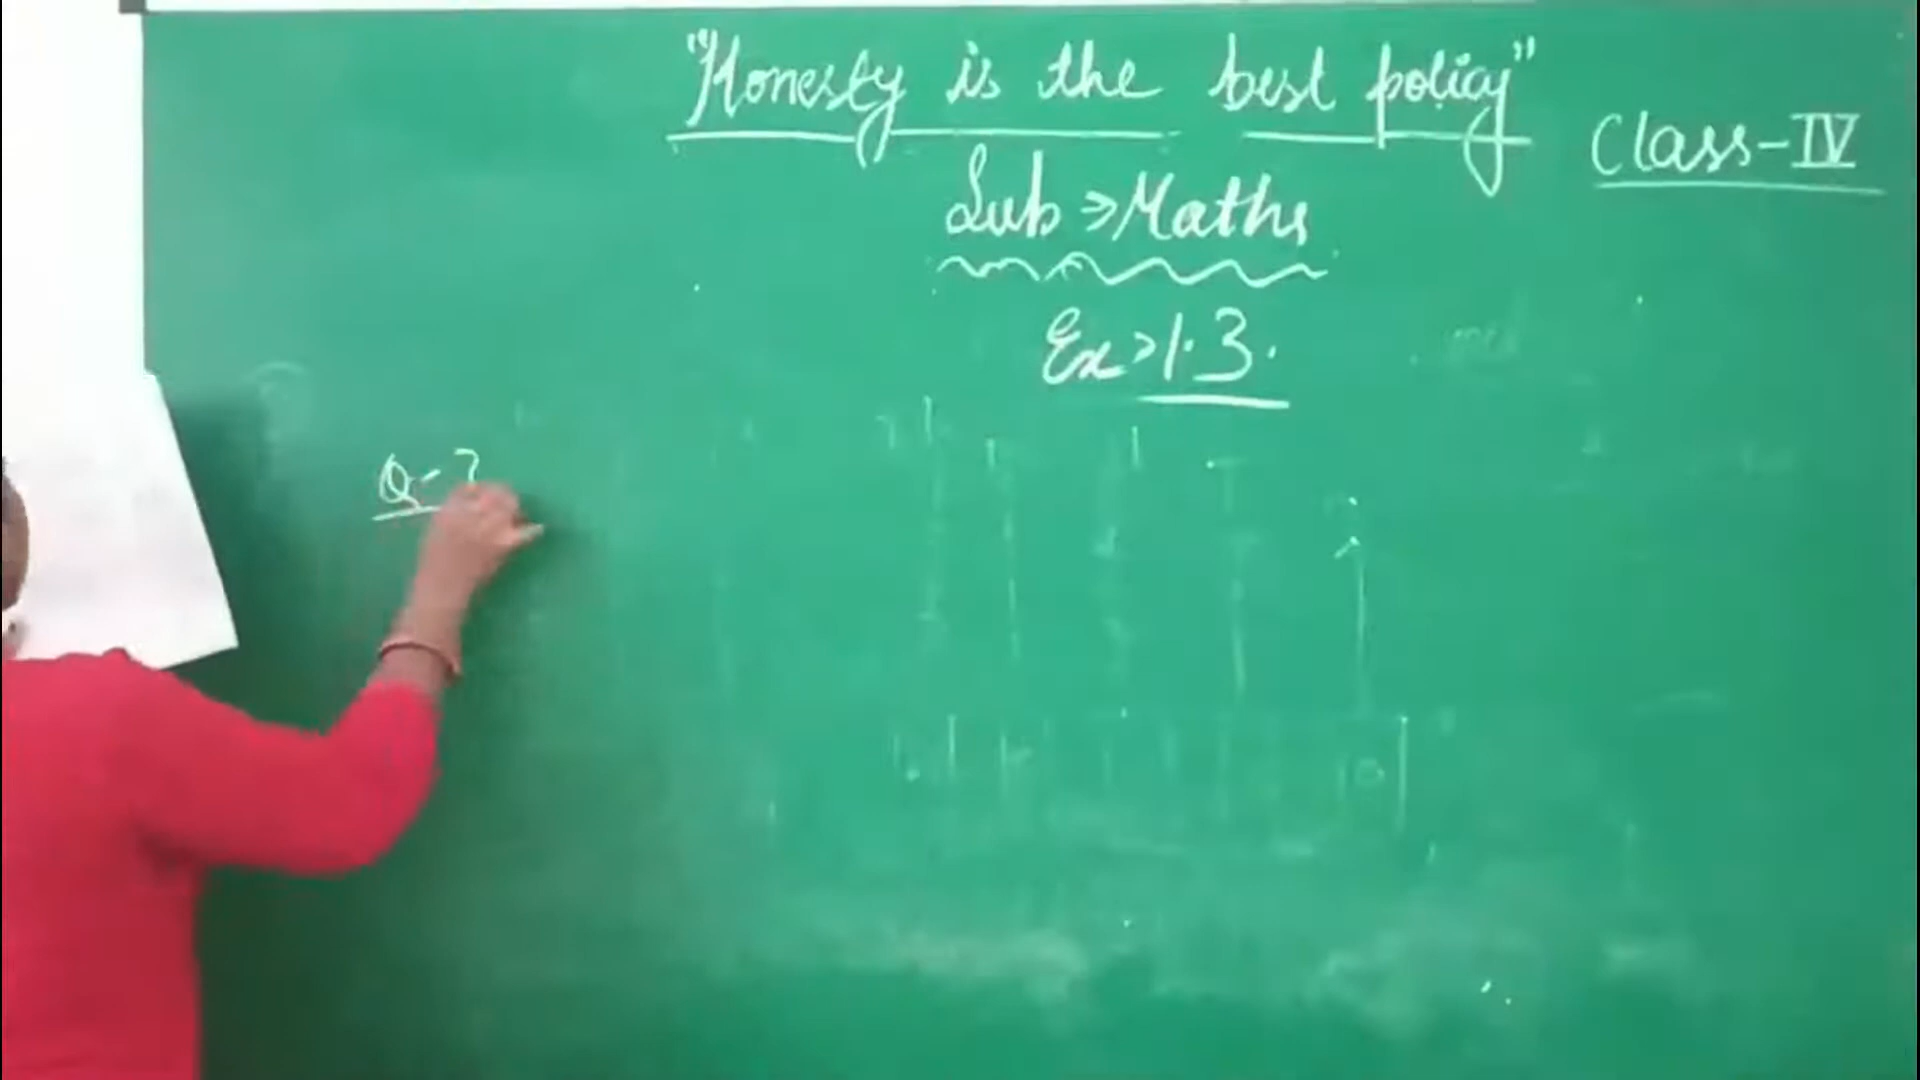 "Honesty is the best policy"
Class-IV
Sub ⇒ Maths
Ex > 1.3.
Q-